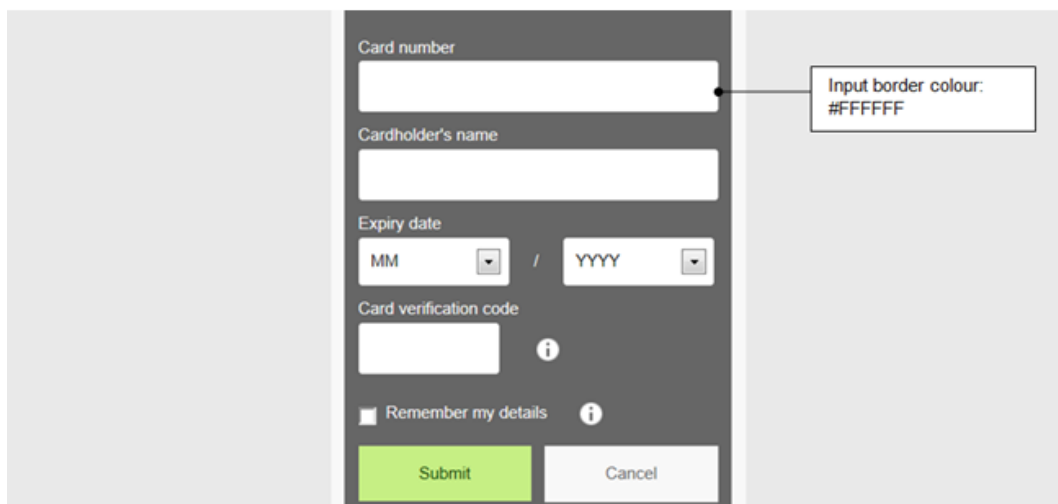 Card number
Input border colour:
#FFFFFF
Cardholder's name
Expiry date
MM / YYYY
Card verification code
Remember my details
Submit Cancel